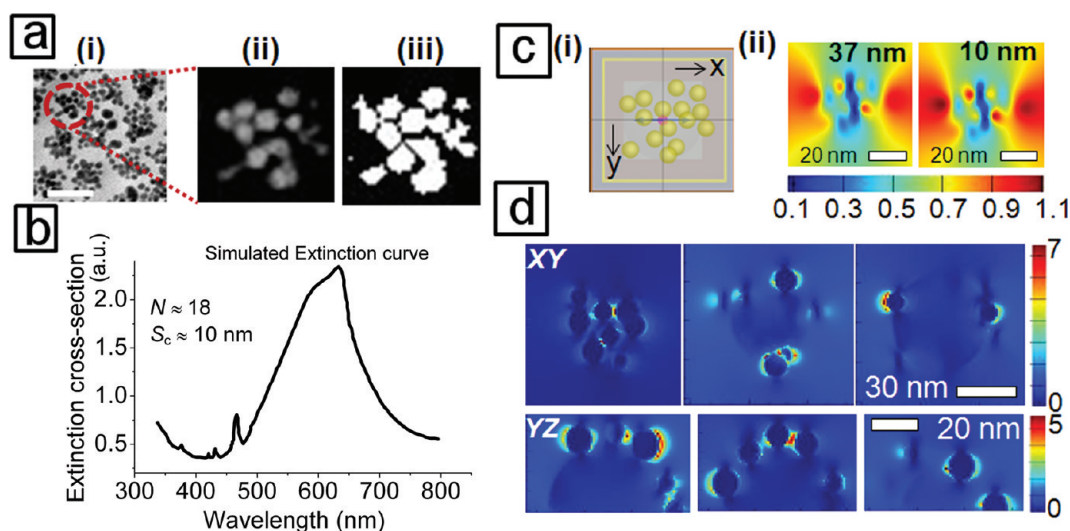 a
(i)
(ii)
(iii)
c
(i)
x
y
(ii)
37 nm
10 nm
20 nm
20 nm
0.1 0.3 0.5 0.7 0.9 1.1
b
Simulated Extinction curve
N ≈ 18
Sc ≈ 10 nm
Extinction cross-section
(a.u.)
2.0
1.5
1.0
0.5
300 400 500 600 700 800
Wavelength (nm)
d
XY
30 nm
7
0
YZ
20 nm
5
0